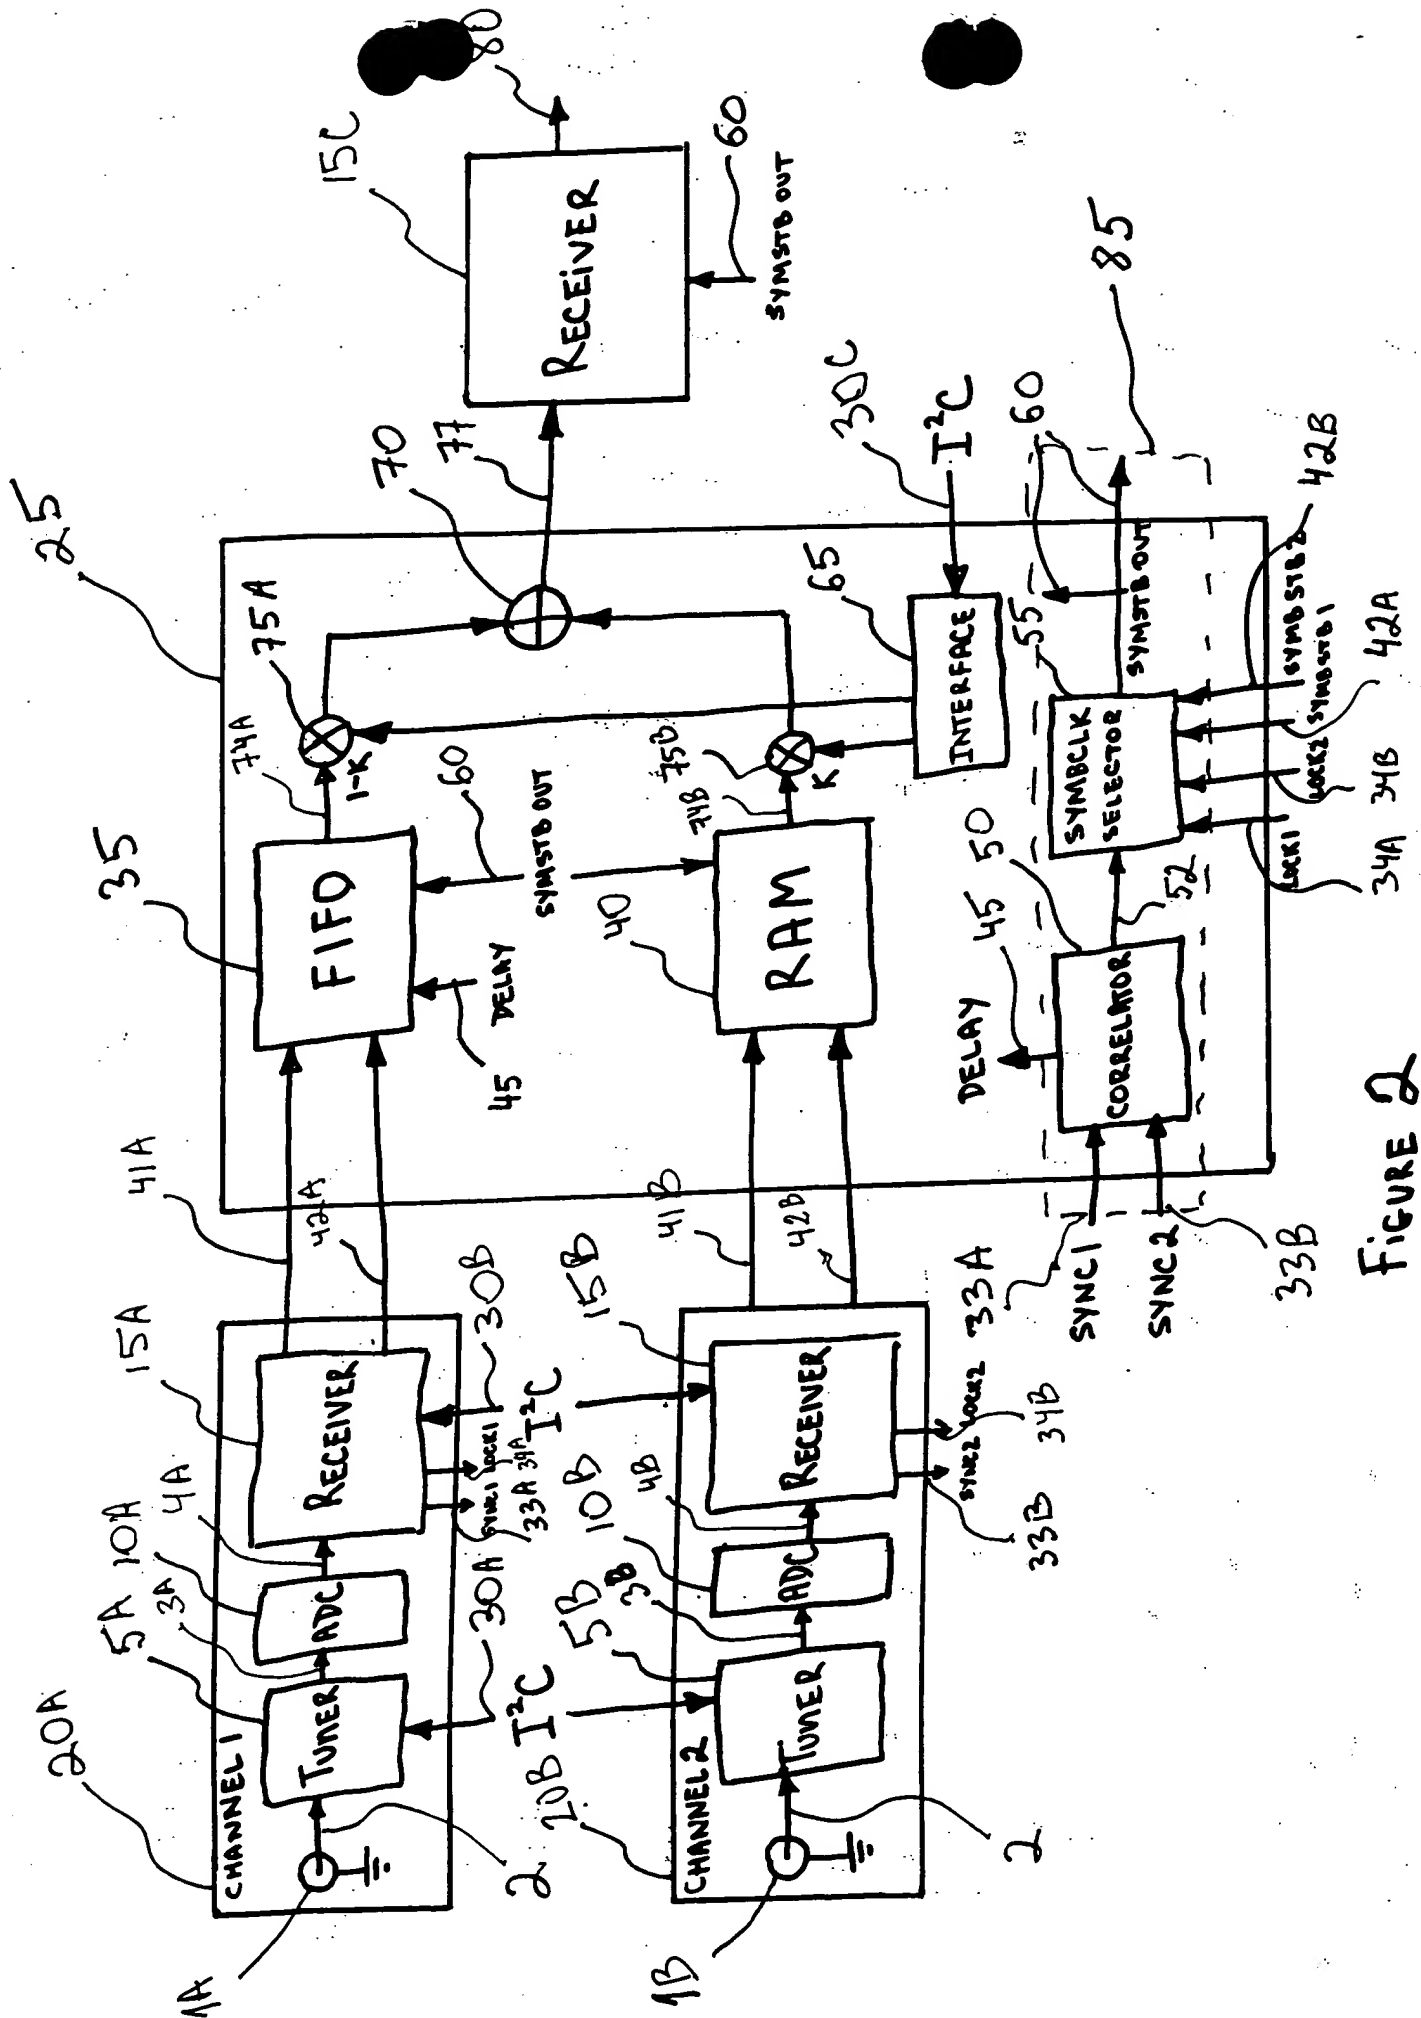 20A
CHANNEL 1
1A
2
5A
TUNER
3A
10A
ADC
4A
15A
RECEIVER
30A
I²C
SYNC1
33A
LOCK1
34A
30B
I²C
41A
42A
20B
CHANNEL 2
1B
2
5B
TUNER
3B
10B
ADC
4B
15B
RECEIVER
SYNC2
33B
LOCK2
34B
41B
42B
25
35
FIFO
45
DELAY
60
SYMSTB OUT
74A
75A
1-K
40
RAM
74B
75B
K
70
77
15C
RECEIVER
80
60
SYMSTB OUT
65
INTERFACE
30C
I²C
33A
SYNC1
SYNC2
33B
DELAY
45
50
CORRELATOR
52
55
SYMBCLK
SELECTOR
SYMSTB OUT
60
85
LOCK1
34A
LOCK2
34B
SYMBSTB1
42A
SYMBSTB2
42B
FIGURE 2